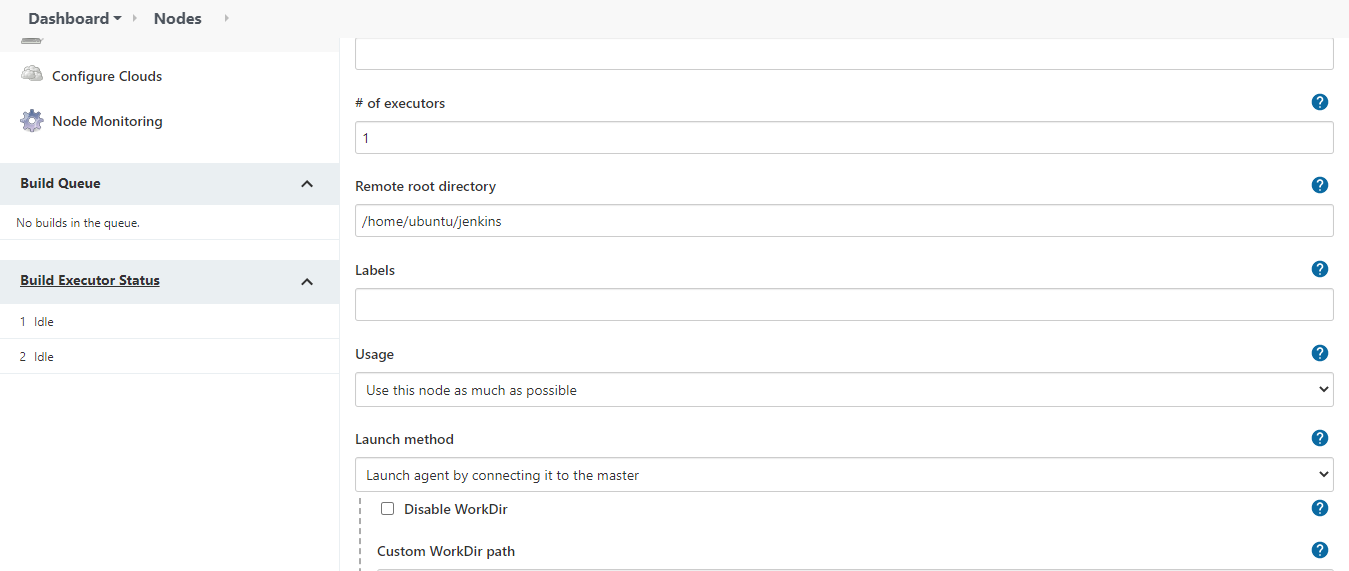 Dashboard
Nodes
Configure Clouds
Node Monitoring
Build Queue
No builds in the queue.
Build Executor Status
1 Idle
2 Idle
# of executors
?
1
Remote root directory
?
/home/ubuntu/jenkins
Labels
?
Usage
?
Use this node as much as possible
Launch method
?
Launch agent by connecting it to the master
Disable WorkDir
?
Custom WorkDir path
?